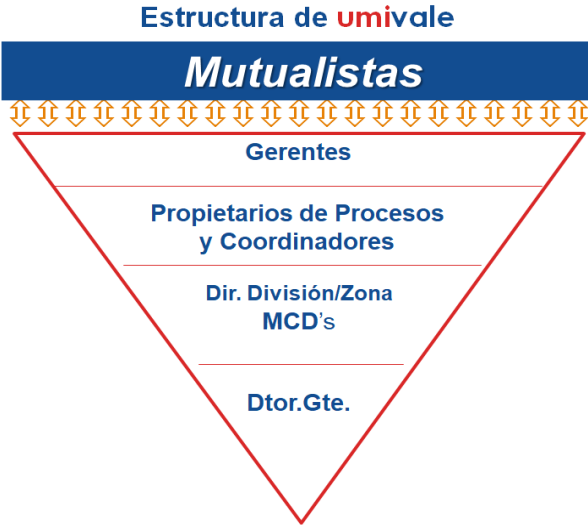 Estructura de umivale
Mutualistas
Gerentes
Propietarios de Procesos
y Coordinadores
Dir. División/Zona
MCD's
Dtor.Gte.